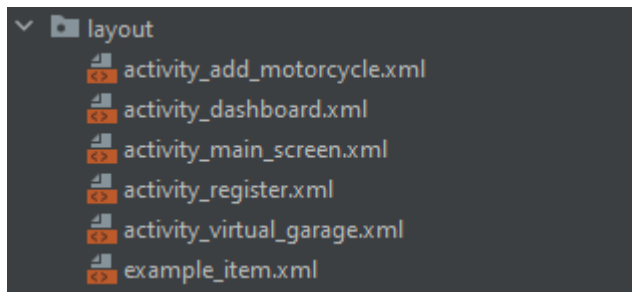 layout
activity_add_motorcycle.xml
activity_dashboard.xml
activity_main_screen.xml
activity_register.xml
activity_virtual_garage.xml
example_item.xml